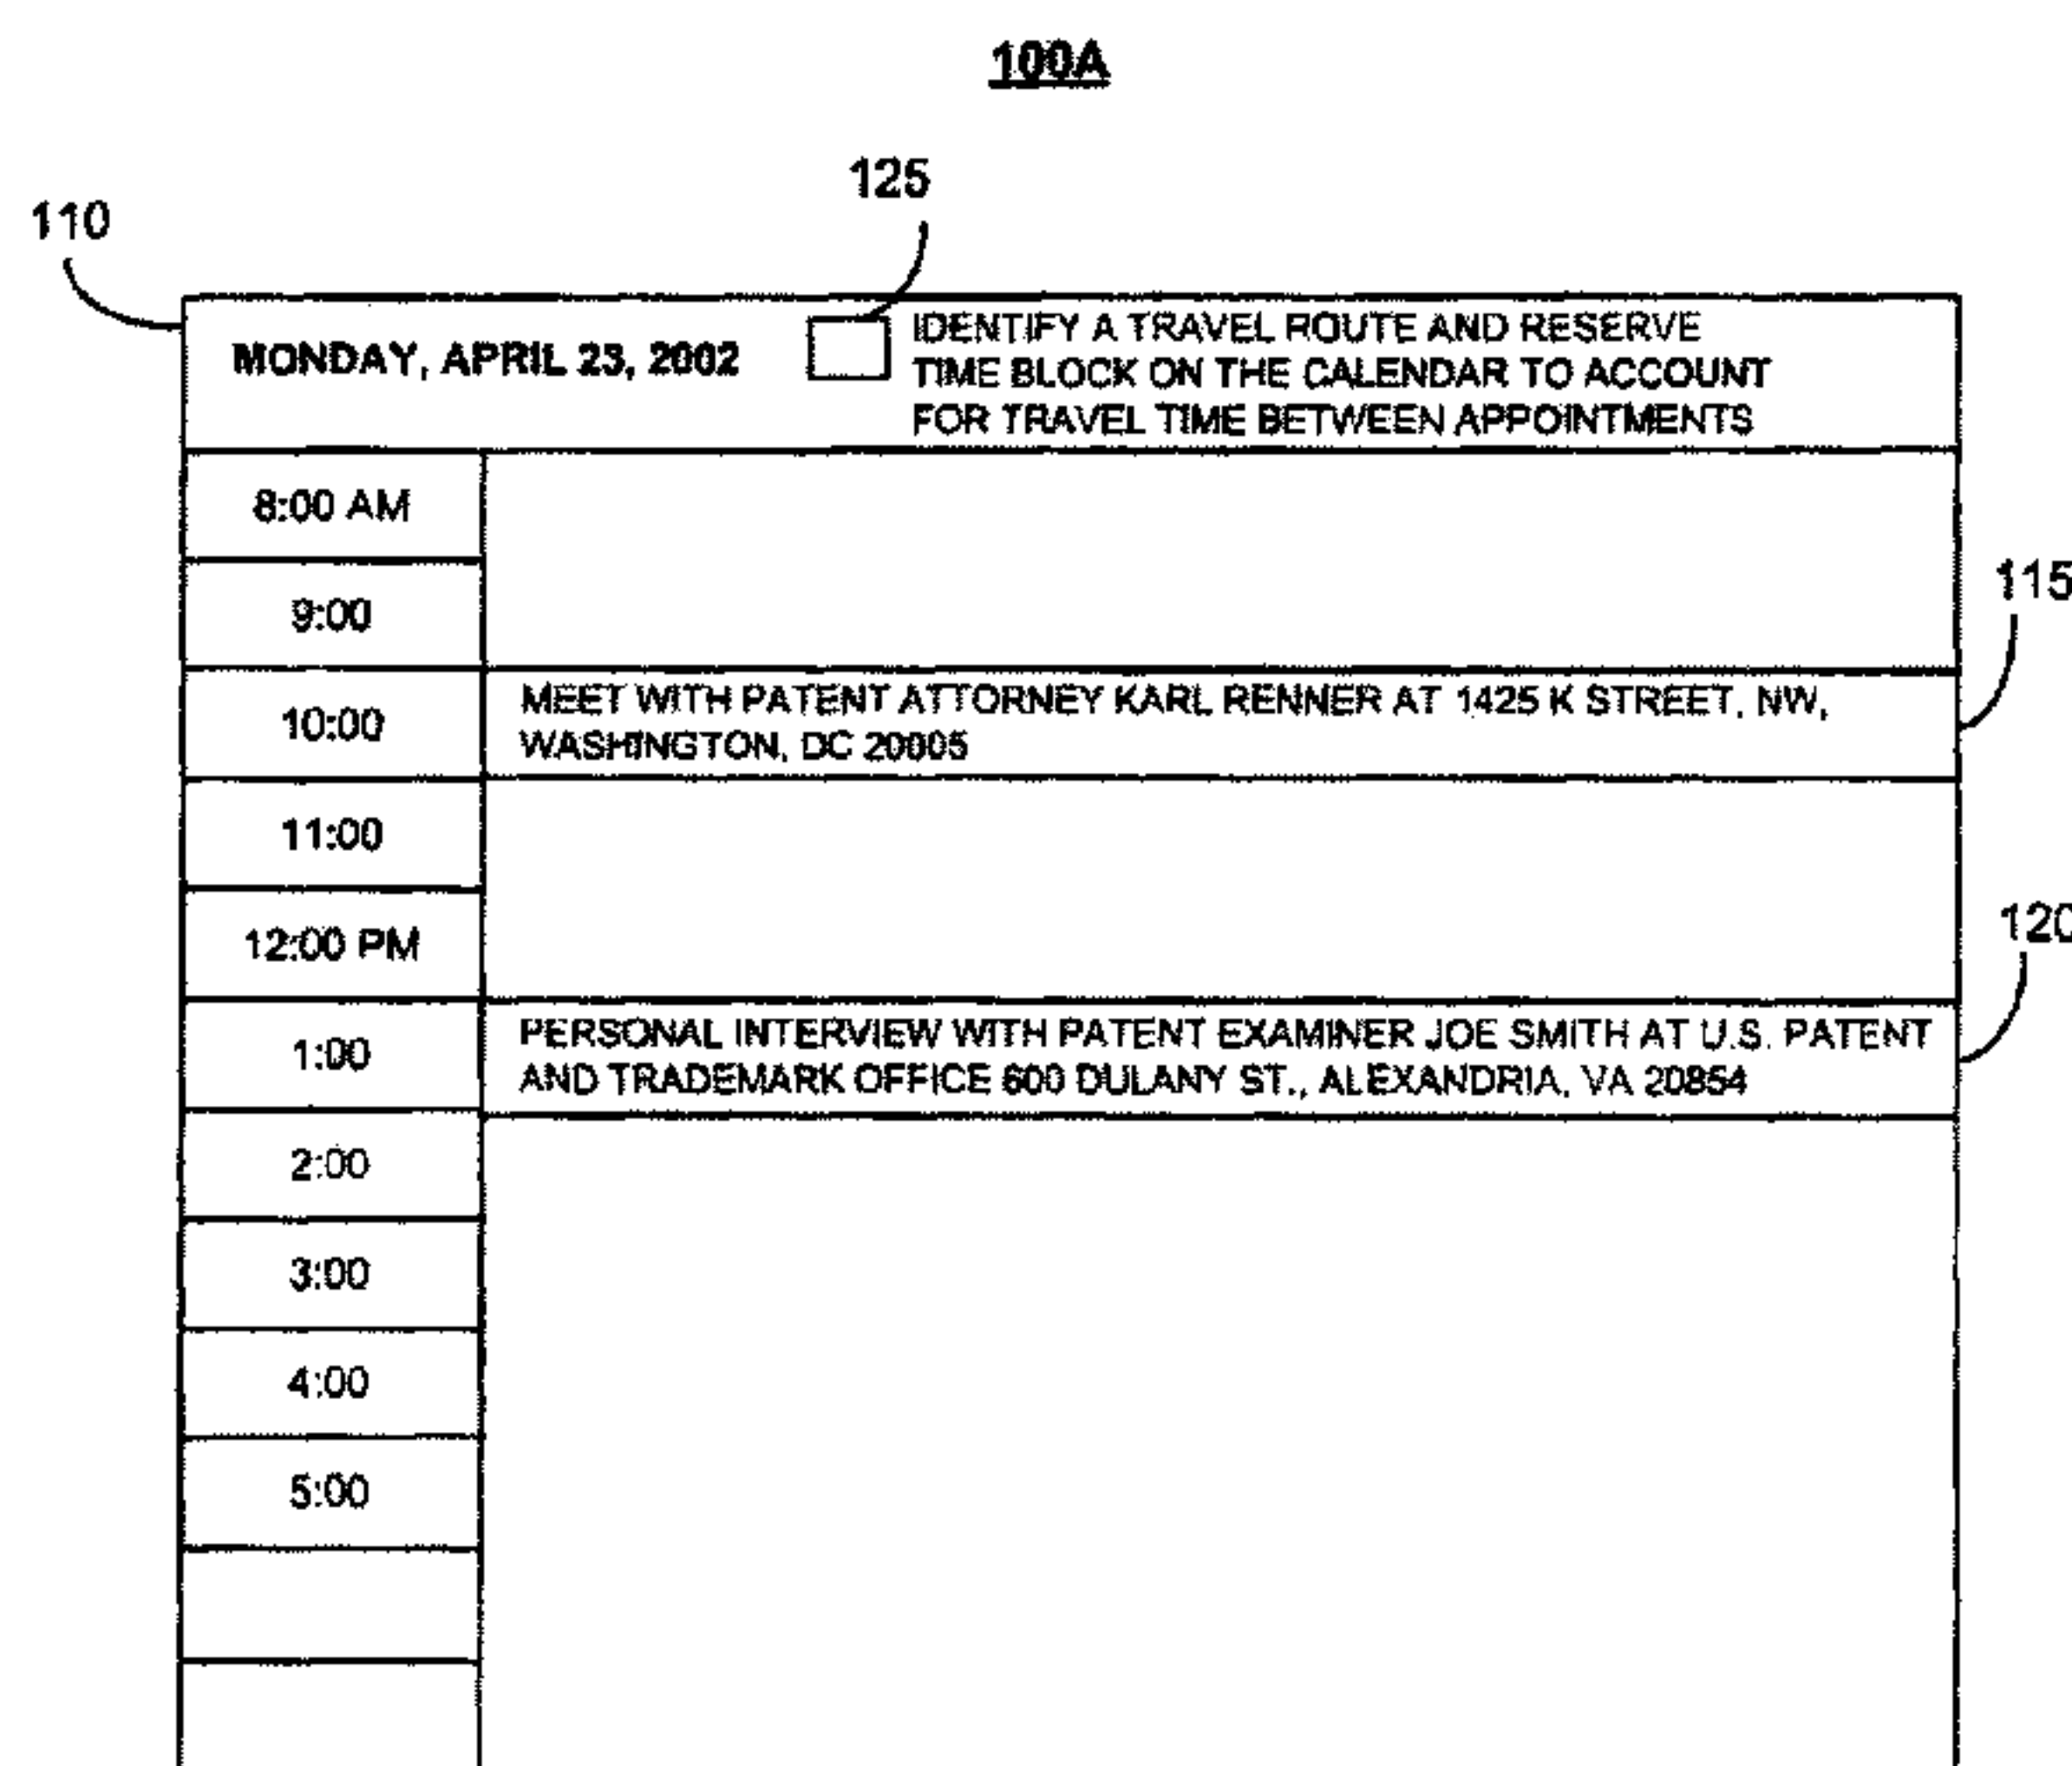 100A
125
110
MONDAY, APRIL 23, 2002
IDENTIFY A TRAVEL ROUTE AND RESERVE
TIME BLOCK ON THE CALENDAR TO ACCOUNT
FOR TRAVEL TIME BETWEEN APPOINTMENTS
8:00 AM
9:00
115
10:00
MEET WITH PATENT ATTORNEY KARL RENNER AT 1425 K STREET, NW,
WASHINGTON, DC 20005
11:00
12:00 PM
120
1:00
PERSONAL INTERVIEW WITH PATENT EXAMINER JOE SMITH AT U.S. PATENT
AND TRADEMARK OFFICE 600 DULANY ST., ALEXANDRIA, VA 20854
2:00
3:00
4:00
5:00